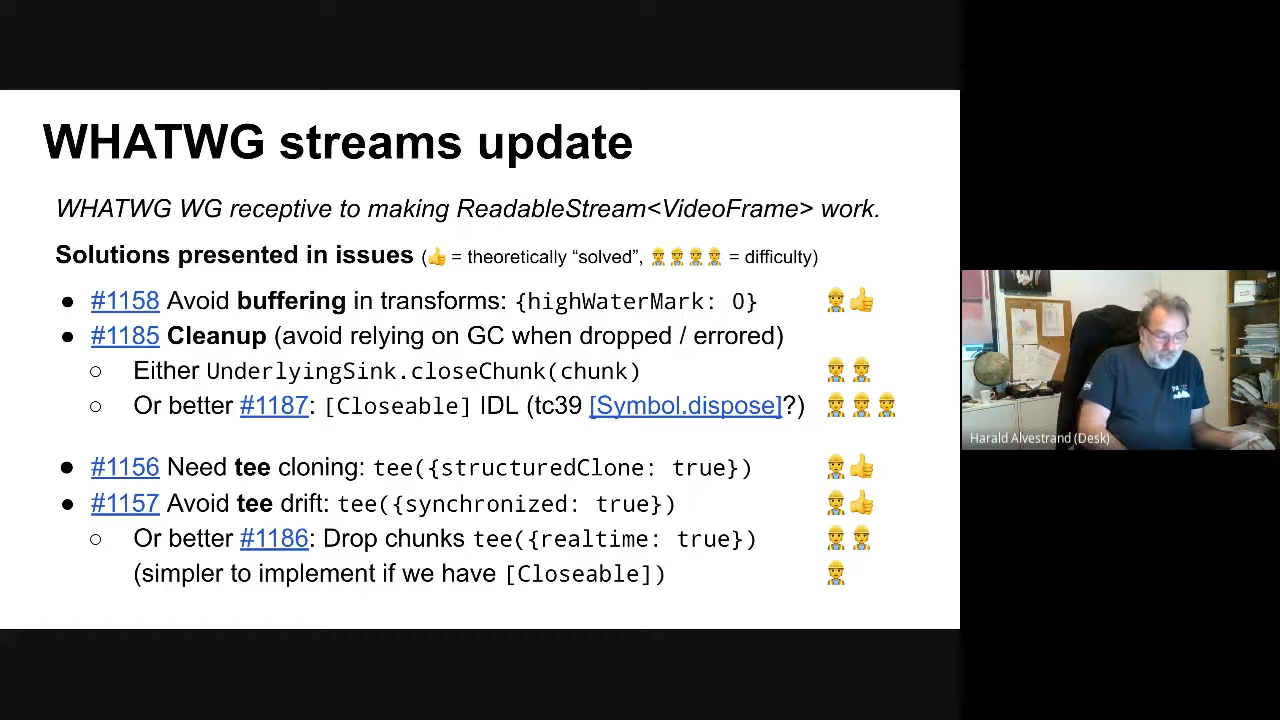 WHATWG streams update
WHATWG WG receptive to making ReadableStream<VideoFrame> work.
Solutions presented in issues (👍 = theoretically “solved”, 👷👷👷👷 = difficulty)
● #1158 Avoid buffering in transforms: {highWaterMark: 0} 👷👍
● #1185 Cleanup (avoid relying on GC when dropped / errored)
○ Either UnderlyingSink.closeChunk(chunk) 👷👷
○ Or better #1187: [Closeable] IDL (tc39 [Symbol.dispose]?) 👷👷👷
● #1156 Need tee cloning: tee({structuredClone: true}) 👷👍
● #1157 Avoid tee drift: tee({synchronized: true}) 👷👍
○ Or better #1186: Drop chunks tee({realtime: true}) 👷👷
(simpler to implement if we have [Closeable]) 👷
Harald Alvestrand (Desk)